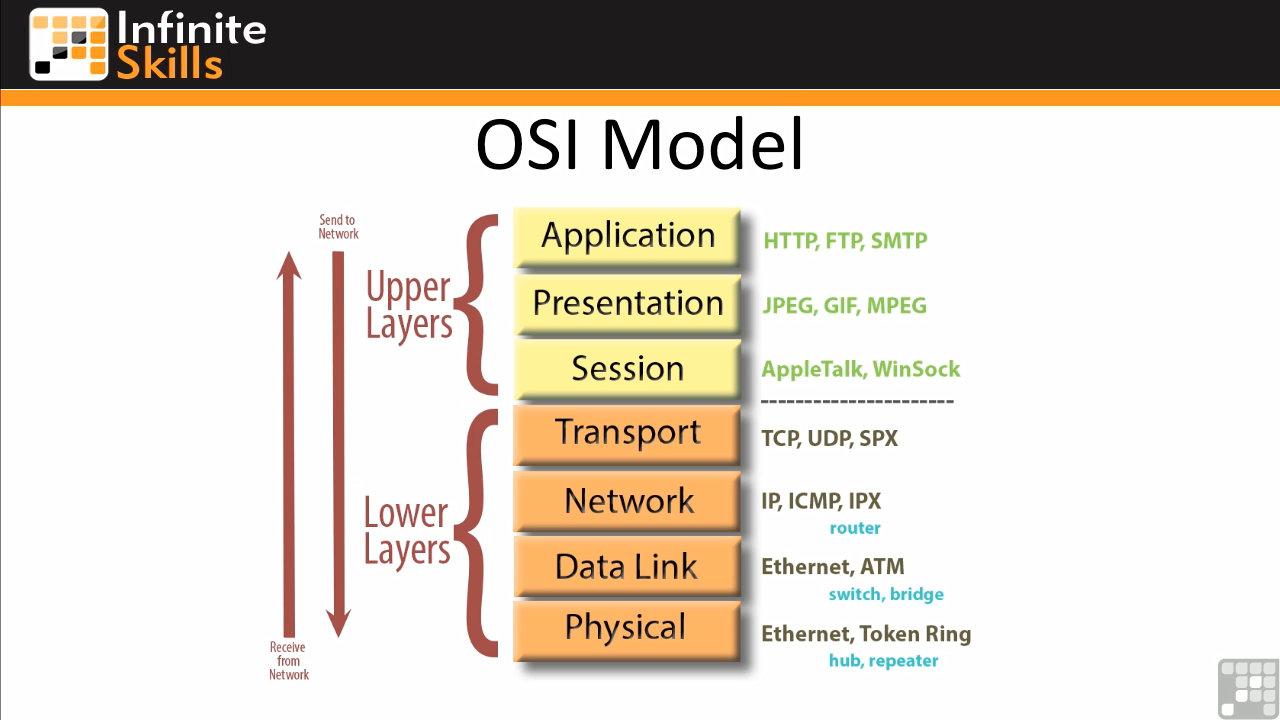 Infinite
Skills
OSI Model
Send to
Network
Upper
Layers
Application
HTTP, FTP, SMTP
Presentation
JPEG, GIF, MPEG
Session
AppleTalk, WinSock
----------------------
Lower
Layers
Transport
TCP, UDP, SPX
Network
IP, ICMP, IPX
router
Data Link
Ethernet, ATM
switch, bridge
Physical
Ethernet, Token Ring
hub, repeater
Receive
from
Network